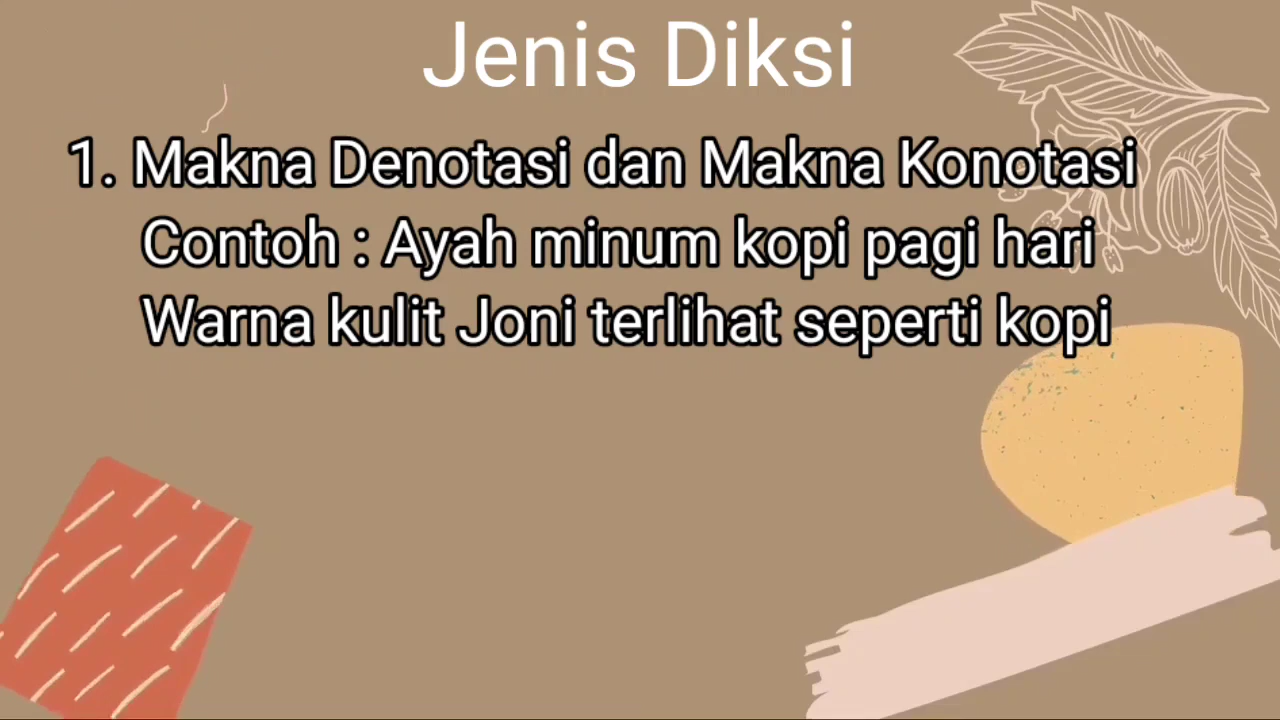 Jenis Diksi
1. Makna Denotasi dan Makna Konotasi
Contoh : Ayah minum kopi pagi hari
Warna kulit Joni terlihat seperti kopi